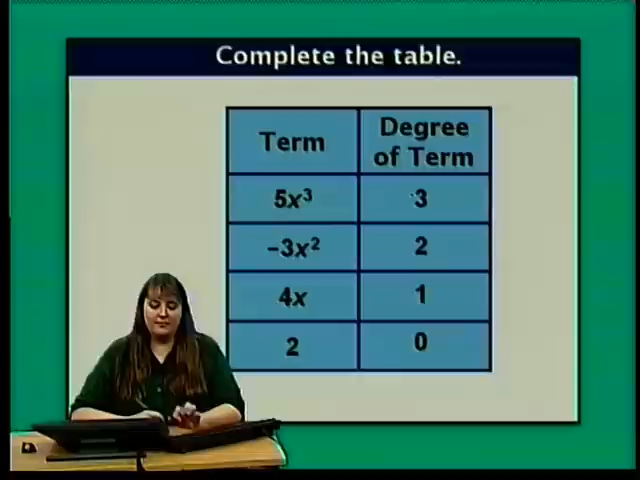 Complete the table.
Term
Degree
of Term
5x³
3
-3x²
2
4x
1
2
0